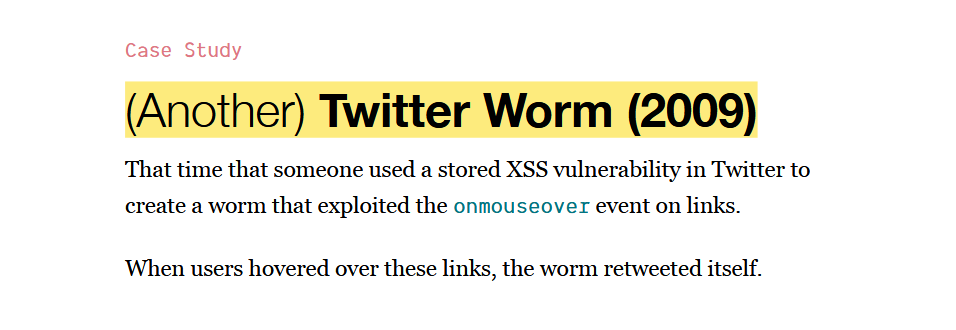 Case Study
(Another) Twitter Worm (2009)
That time that someone used a stored XSS vulnerability in Twitter to
create a worm that exploited the onmouseover event on links.
When users hovered over these links, the worm retweeted itself.